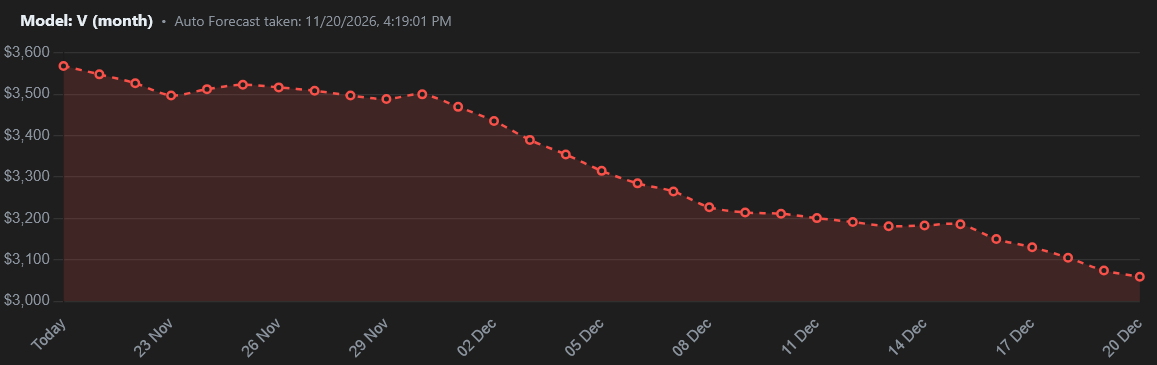 Model: V (month) • Auto Forecast taken: 11/20/2026, 4:19:01 PM
$3,600
$3,500
$3,400
$3,300
$3,200
$3,100
$3,000
Today
23 Nov
26 Nov
29 Nov
02 Dec
05 Dec
08 Dec
11 Dec
14 Dec
17 Dec
20 Dec